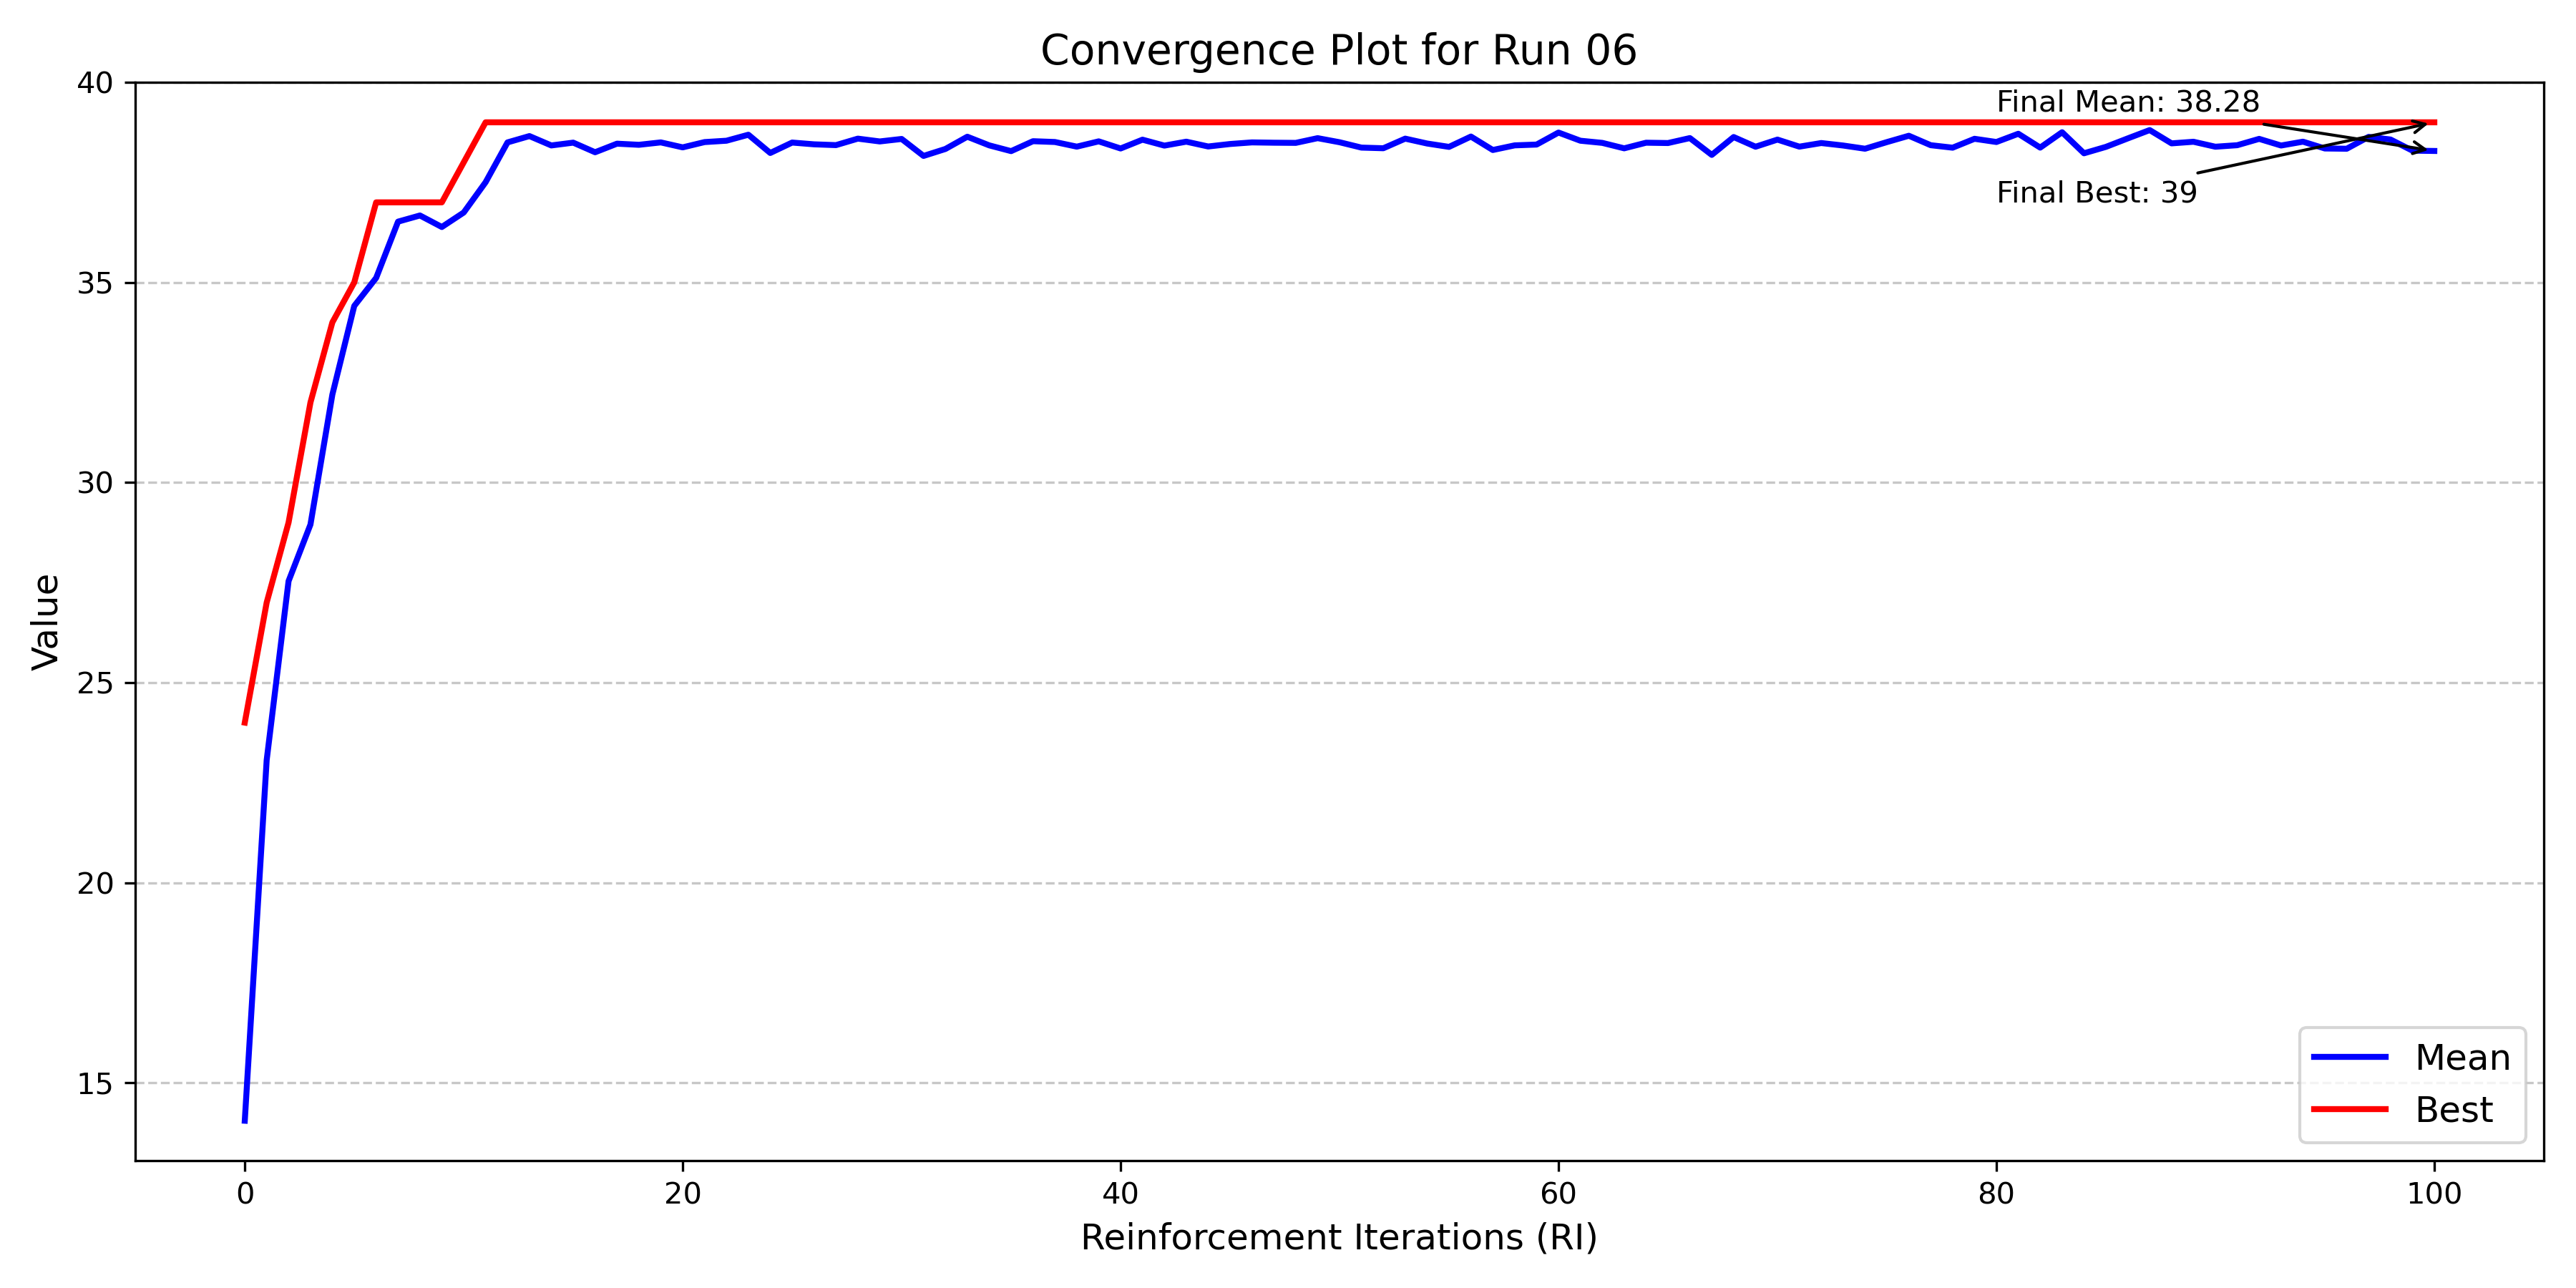 Convergence Plot for Run 06
40
35
30
25
20
15
Value
Final Mean: 38.28
Final Best: 39
Mean
Best
0 20 40 60 80 100
Reinforcement Iterations (RI)